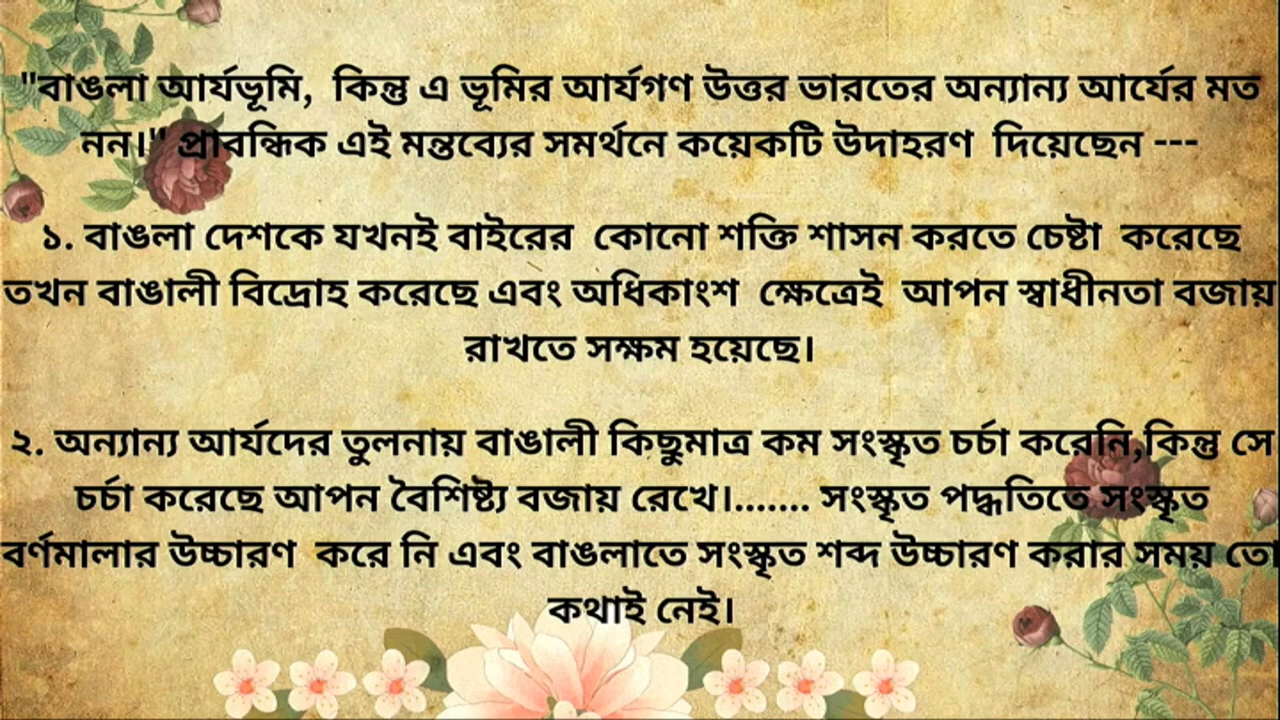 "বাঙলা আর্যভূমি, কিন্তু এ ভূমির আর্যগণ উত্তর ভারতের অন্যান্য আর্যের মত
নন।" প্রাবন্ধিক এই মন্তব্যের সমর্থনে কয়েকটি উদাহরণ দিয়েছেন ---
১. বাঙলা দেশকে যখনই বাইরের কোনো শক্তি শাসন করতে চেষ্টা করেছে
তখন বাঙালী বিদ্রোহ করেছে এবং অধিকাংশ ক্ষেত্রেই আপন স্বাধীনতা বজায়
রাখতে সক্ষম হয়েছে।
২. অন্যান্য আর্যদের তুলনায় বাঙালী কিছুমাত্র কম সংস্কৃত চর্চা করেনি,কিন্তু সে
চর্চা করেছে আপন বৈশিষ্ট্য বজায় রেখে।....... সংস্কৃত পদ্ধতিতে সংস্কৃত
বর্ণমালার উচ্চারণ করে নি এবং বাঙলাতে সংস্কৃত শব্দ উচ্চারণ করার সময় তো
কথাই নেই।